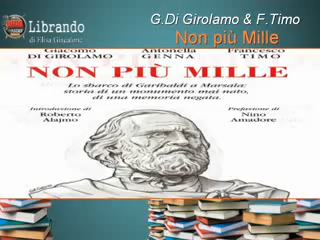 G.Di Girolamo & F.Timo
Non più Mille
Librando
di Elisa Giacalone
Giacomo DI GIROLAMO
Antonella GENNA
Francesco TIMO
NON PIÙ MILLE
Lo sbarco di Garibaldi a Marsala:
storia di un monumento mai nato,
di una memoria negata.
Introduzione di
Roberto
Alajmo
Prefazione di
Nino
Amadore